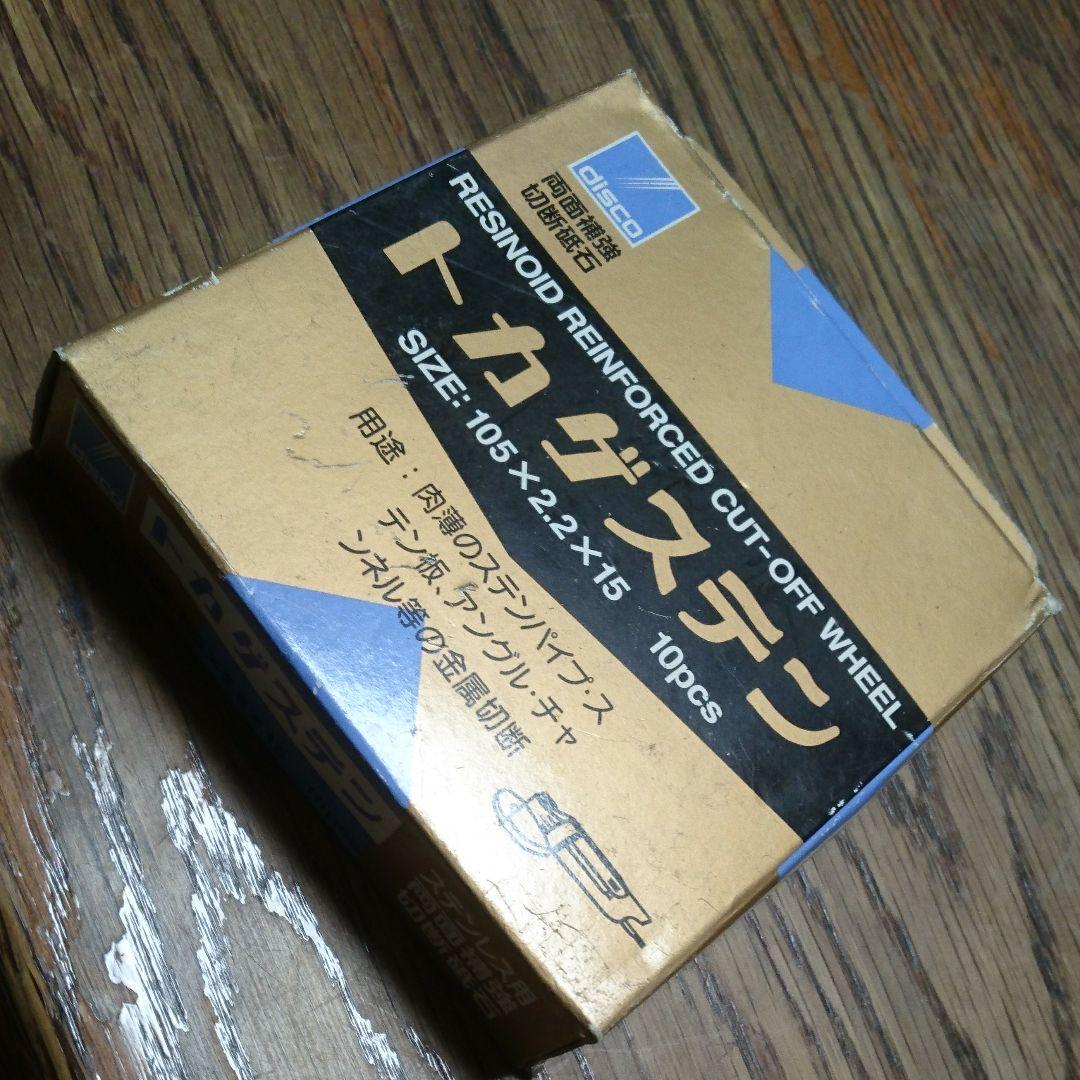 disco
両面補強
切断砥石
RESINOID REINFORCED CUT-OFF WHEEL
トカゲステン
SIZE: 105×2.2×15 10pcs
用途：肉薄のステンパイプ・ス
テン板、アングル・チャ
ンネル等の金属切断
disco
トカゲステン
ステンレス用
両面補強
切断砥石